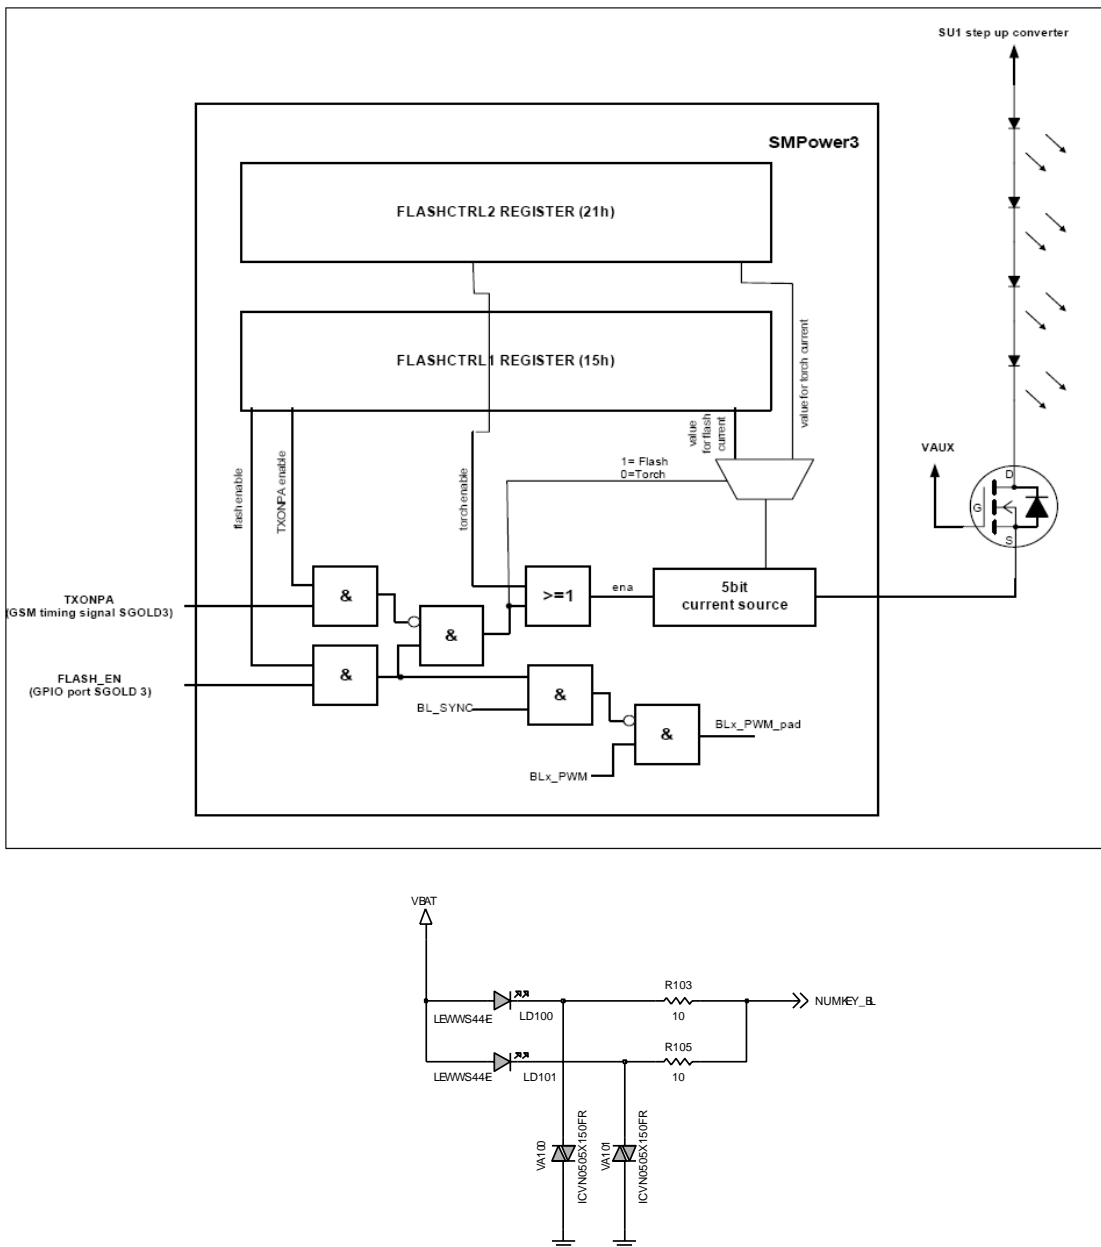 SU1 step up converter
SMPower3
FLASHCTRL2 REGISTER (21h)
FLASHCTRL1 REGISTER (15h)
value for torch current
value
for flash
current
flash enable
TXONPA enable
torch enable
1= Flash
0=Torch
VAUX
D
G
S
TXONPA
(GSM timing signal SGOLD3)
&
&
>=1
ena
5bit
current source
FLASH_EN
(GPIO port SGOLD 3)
&
BL_SYNC
&
&
BLx_PWM_pad
BLx_PWM
VBAT
R103
LEWWS44-E
LD100
10
NUMKEY_BL
R105
LEWWS44-E
LD101
10
VA100
ICVN0505X150FR
VA101
ICVN0505X150FR